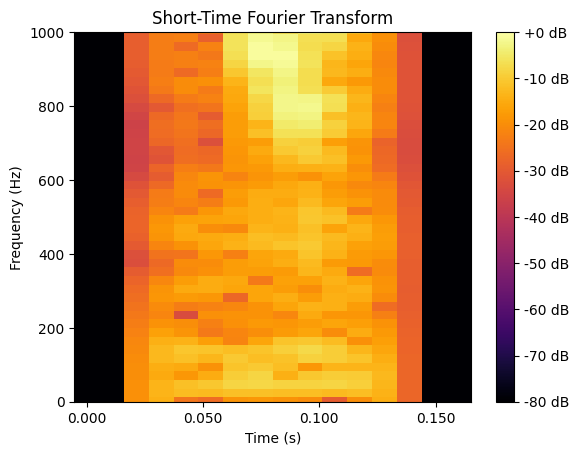 Short-Time Fourier Transform
1000
800
600
400
200
0
Frequency (Hz)
0.000
0.050
0.100
0.150
Time (s)
+0 dB
-10 dB
-20 dB
-30 dB
-40 dB
-50 dB
-60 dB
-70 dB
-80 dB